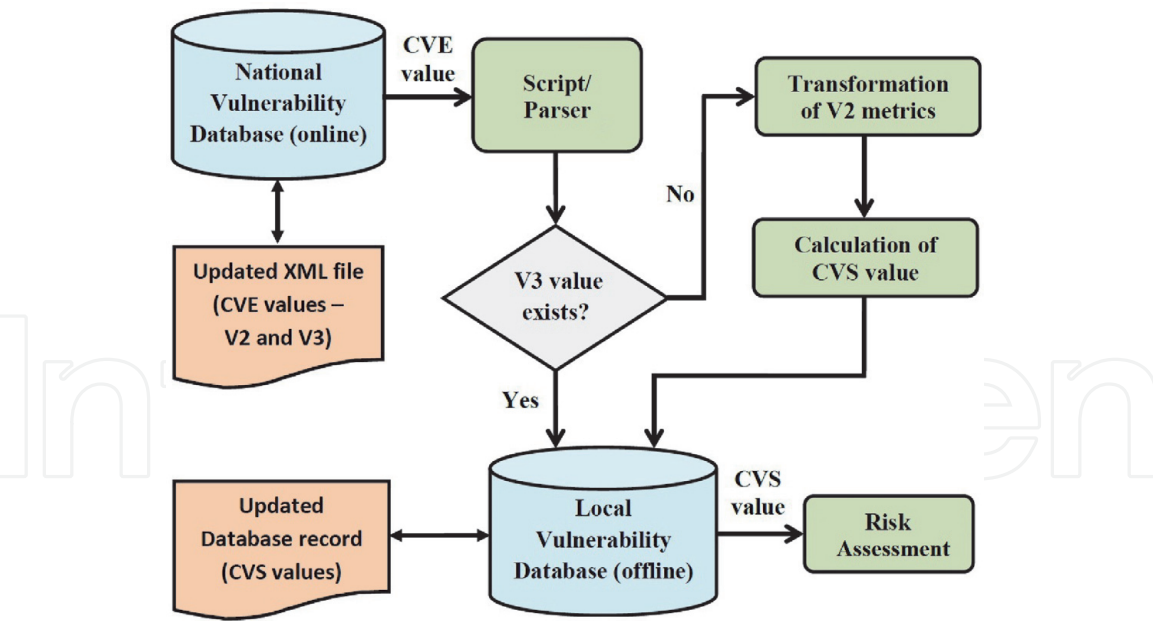 National
Vulnerability
Database (online)
CVE
value
Script/
Parser
Transformation
of V2 metrics
No
Updated XML file
(CVE values –
V2 and V3)
V3 value
exists?
Calculation of
CVS value
Yes
Updated
Database record
(CVS values)
Local
Vulnerability
Database (offline)
CVS
value
Risk
Assessment